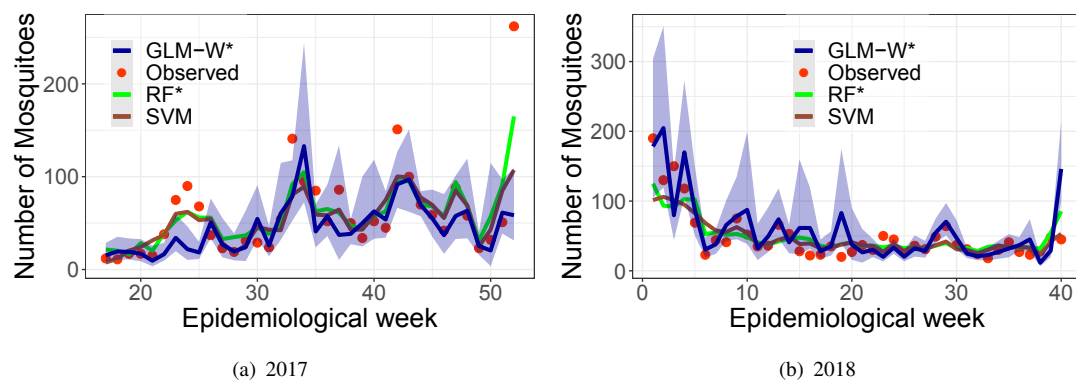 Number of Mosquitoes
200
100
0
GLM−W*
Observed
RF*
SVM
20
30
40
50
Epidemiological week
(a) 2017
Number of Mosquitoes
300
200
100
0
GLM−W*
Observed
RF*
SVM
0
10
20
30
40
Epidemiological week
(b) 2018